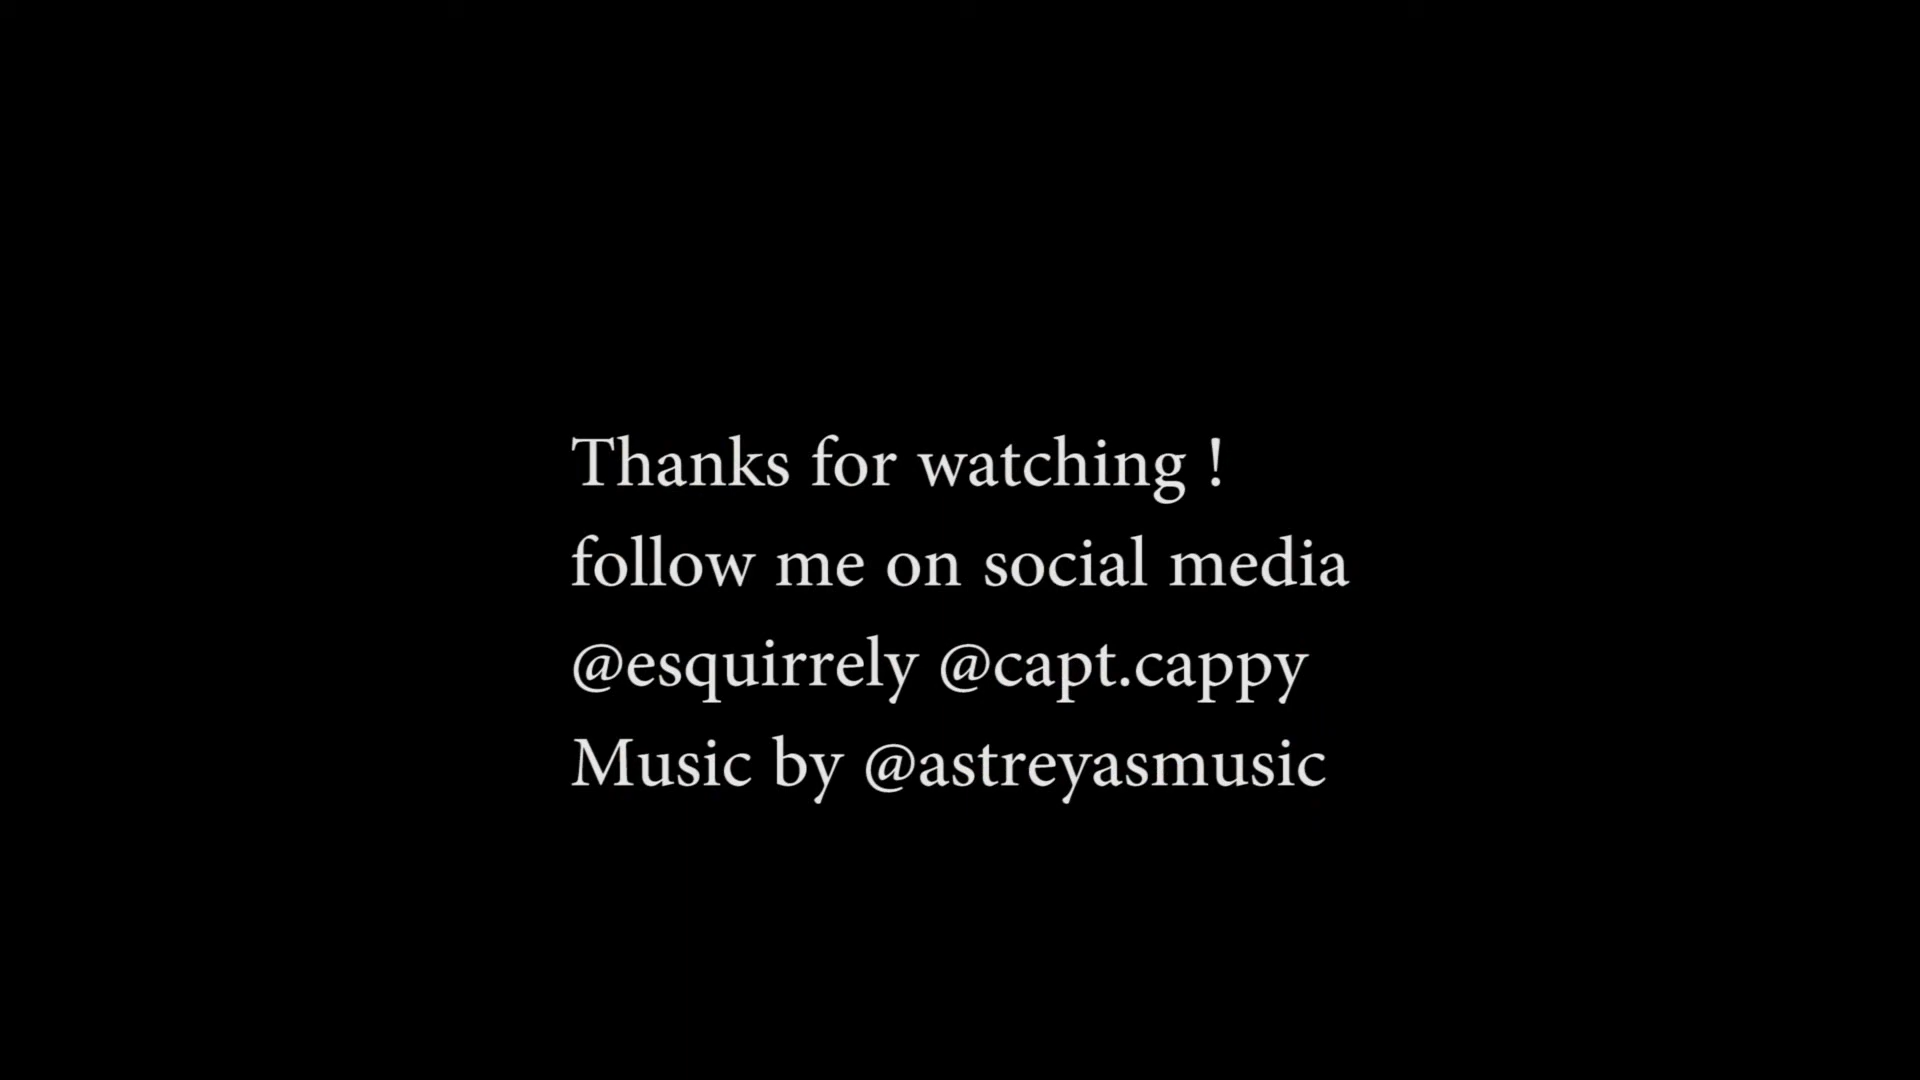 Thanks for watching !
follow me on social media
@esquirrely @capt.cappy
Music by @astreyasmusic